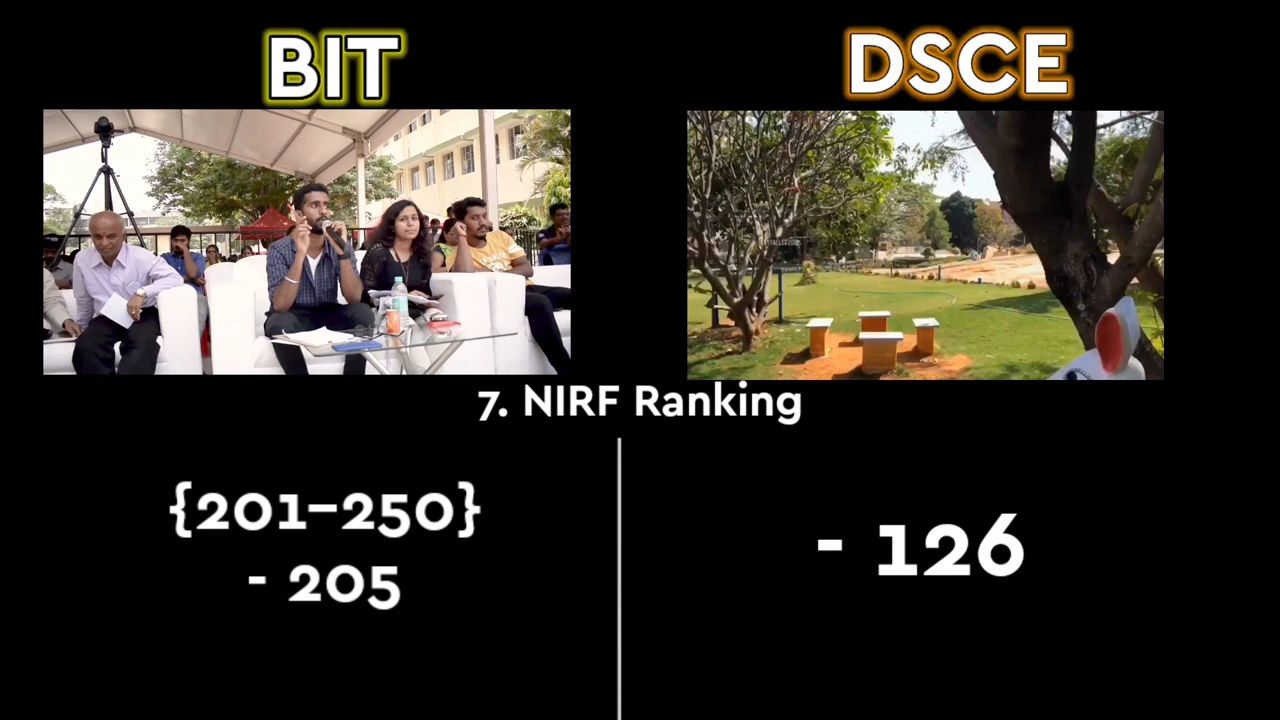 BIT
DSCE
7. NIRF Ranking
{201-250}
- 205
- 126